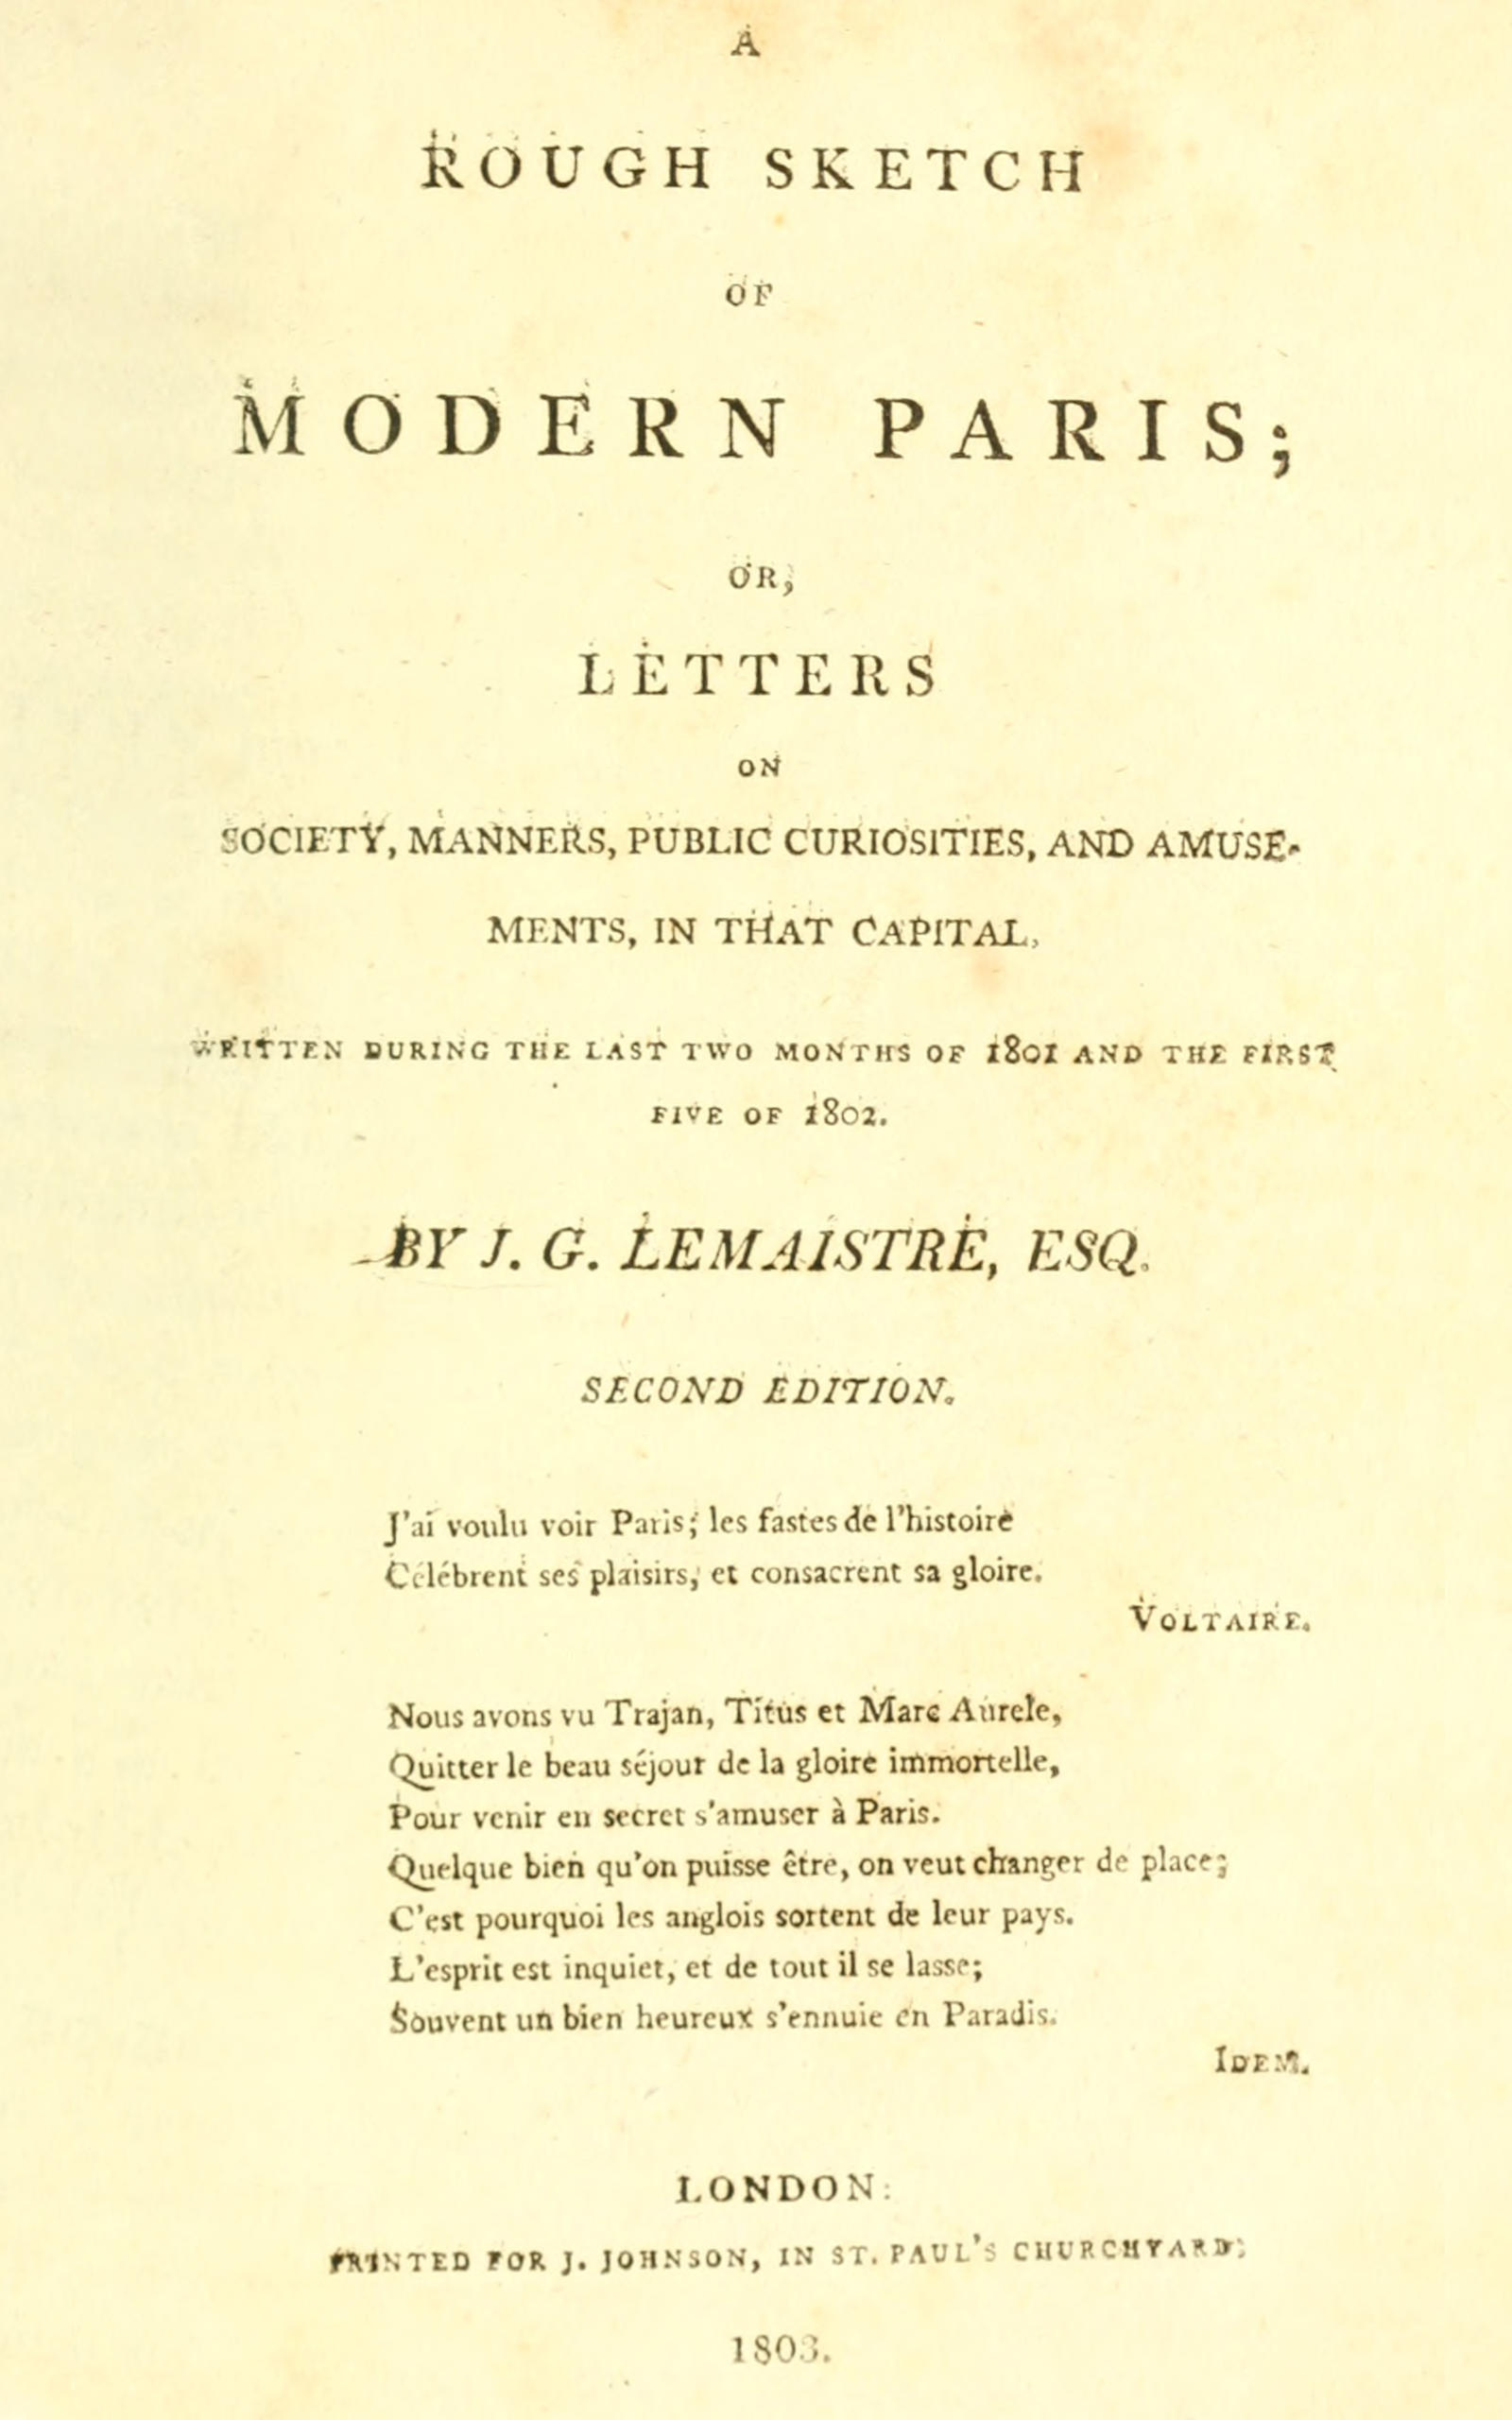 A
ROUGH SKETCH
OF
MODERN PARIS;
OR,
LETTERS
ON
SOCIETY, MANNERS, PUBLIC CURIOSITIES, AND AMUSE-
MENTS, IN THAT CAPITAL,
WRITTEN DURING THE LAST TWO MONTHS OF 1801 AND THE FIRST
FIVE OF 1802.
BY J. G. LEMAISTRE, ESQ.
SECOND EDITION.
J'ai voulu voir Paris; les fastes de l'histoire
Célébrent ses plaisirs, et consacrent sa gloire.
VOLTAIRE.
Nous avons vu Trajan, Titus et Marc Aurele,
Quitter le beau séjour de la gloire immortelle,
Pour venir en secret s'amuser à Paris.
Quelque bien qu'on puisse être, on veut changer de place;
C'est pourquoi les anglois sortent de leur pays.
L'esprit est inquiet, et de tout il se lasse;
Souvent un bien heureux s'ennuie en Paradis.
IDEM.
LONDON:
PRINTED FOR J. JOHNSON, IN ST. PAUL'S CHURCHYARD:
1803.